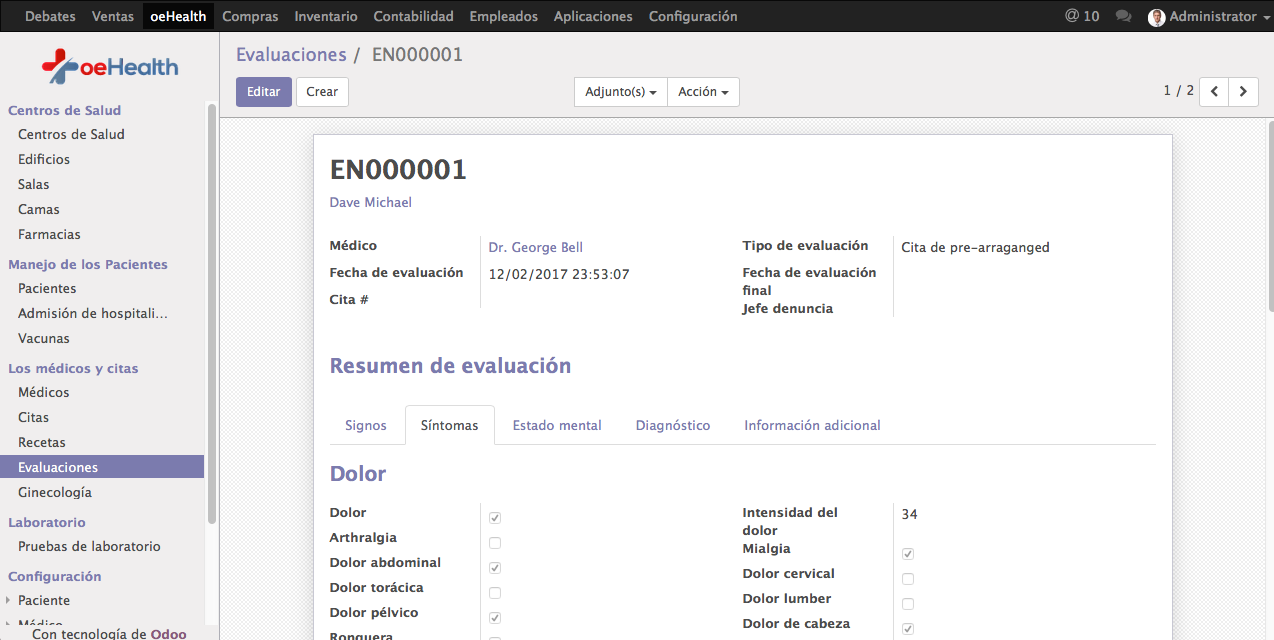 Debates Ventas oeHealth Compras Inventario Contabilidad Empleados Aplicaciones Configuración @ 10 Administrator
oeHealth
Centros de Salud
Centros de Salud
Edificios
Salas
Camas
Farmacias
Manejo de los Pacientes
Pacientes
Admisión de hospitali...
Vacunas
Los médicos y citas
Médicos
Citas
Recetas
Evaluaciones
Ginecología
Laboratorio
Pruebas de laboratorio
Configuración
Paciente
Médico
Con tecnología de Odoo
Evaluaciones / EN000001
Editar Crear Adjunto(s) Acción 1 / 2
EN000001
Dave Michael
Médico Dr. George Bell
Fecha de evaluación 12/02/2017 23:53:07
Cita #
Tipo de evaluación Cita de pre-arraganged
Fecha de evaluación
final
Jefe denuncia
Resumen de evaluación
Signos Síntomas Estado mental Diagnóstico Información adicional
Dolor
Dolor
Arthralgia
Dolor abdominal
Dolor torácica
Dolor pélvico
Ronquera
Intensidad del 34
dolor
Mialgia
Dolor cervical
Dolor lumber
Dolor de cabeza